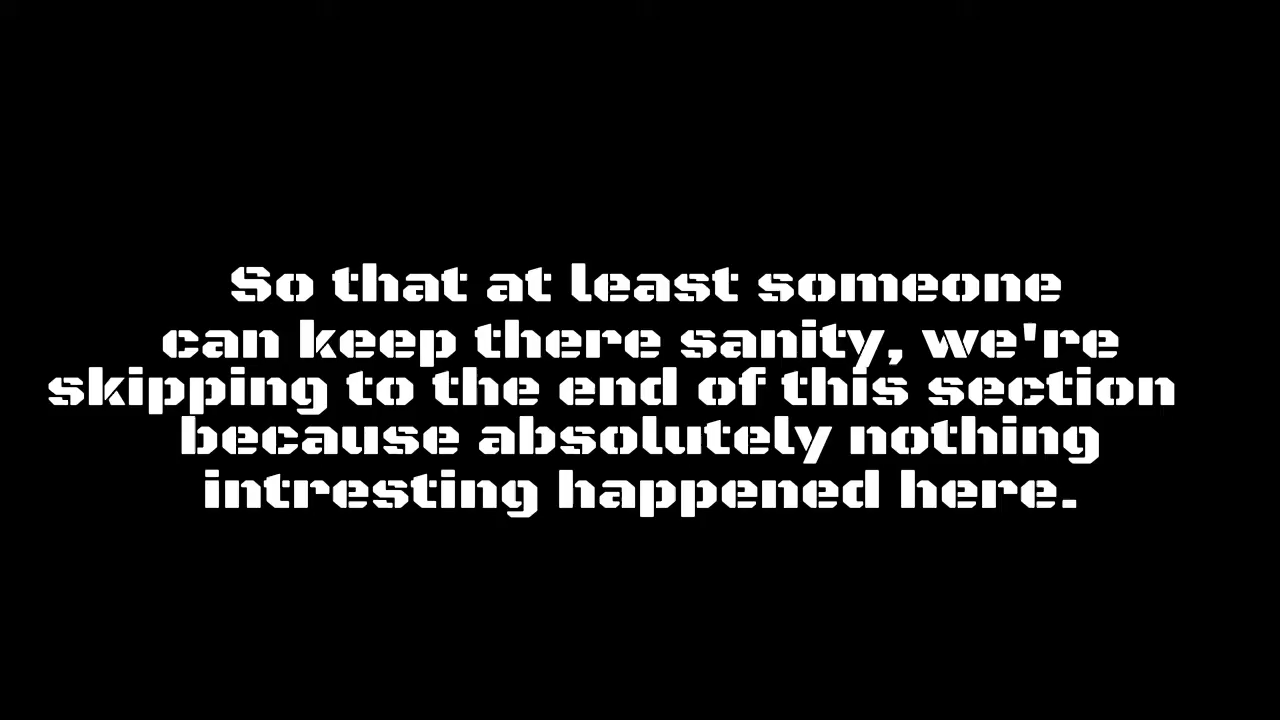 So that at least someone
can keep there sanity, we're
skipping to the end of this section
because absolutely nothing
intresting happened here.